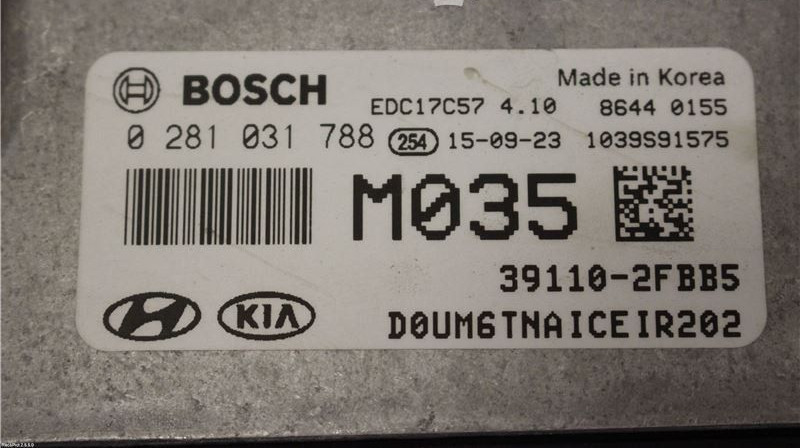 BOSCH
Made in Korea
EDC17C57 4.10 8644 0155
0 281 031 788 254 15-09-23 1039S91575
M035
39110-2FBB5
KIA
D0UM6TNAICEIR202